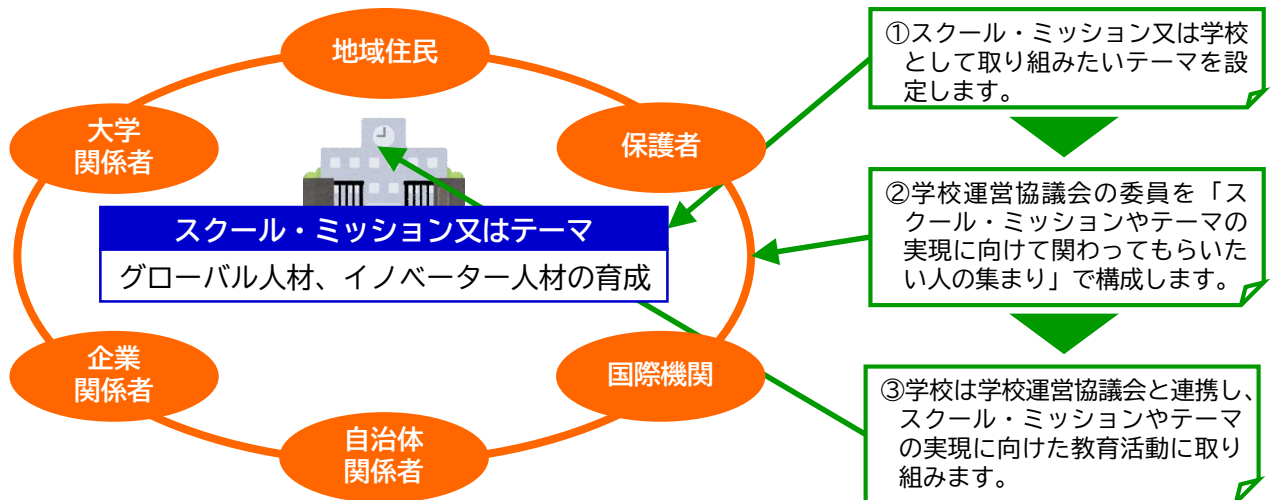 地域住民
大学
関係者
保護者
スクール・ミッション又はテーマ
グローバル人材、イノベーター人材の育成
企業
関係者
国際機関
自治体
関係者
①スクール・ミッション又は学校
として取り組みたいテーマを設
定します。
②学校運営協議会の委員を「ス
クール・ミッションやテーマの
実現に向けて関わってもらいた
い人の集まり」で構成します。
③学校は学校運営協議会と連携し、
スクール・ミッションやテーマ
の実現に向けた教育活動に取り
組みます。